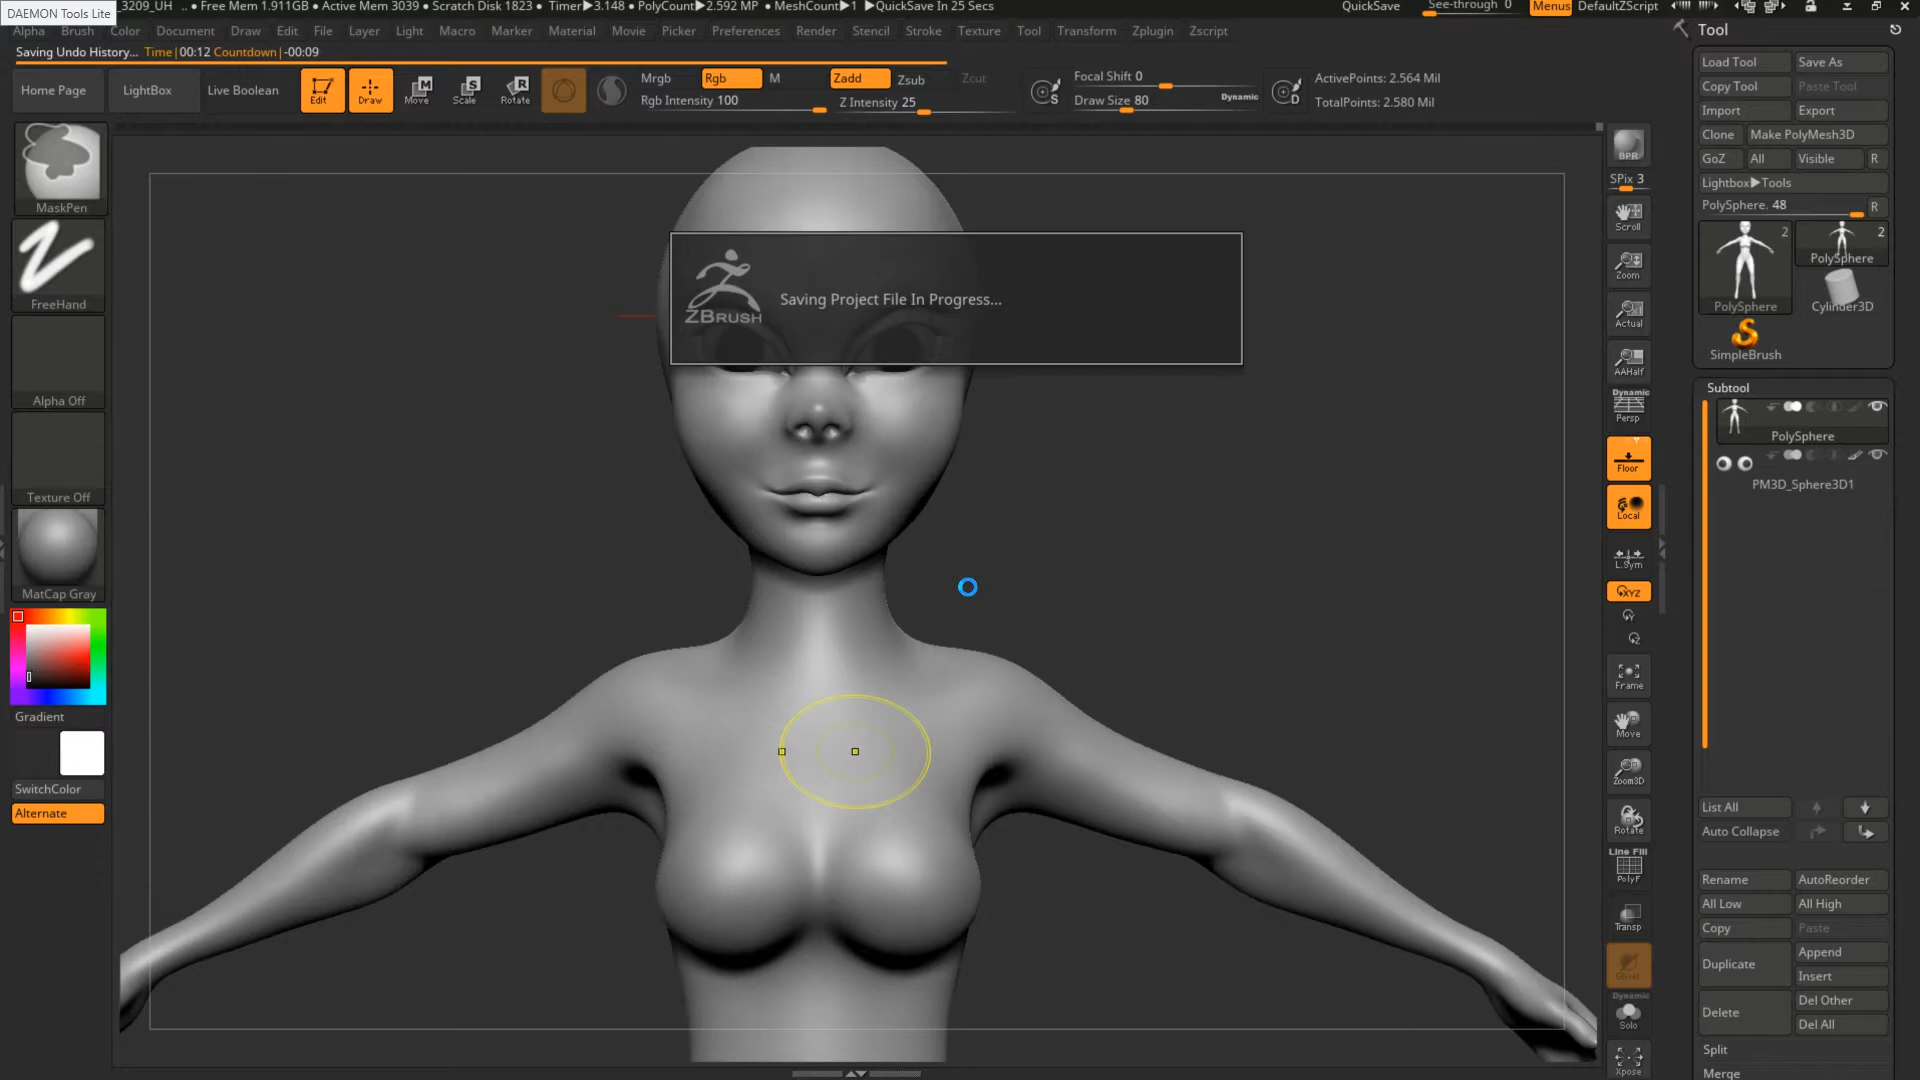 DAEMON Tools Lite
_3209_UH .. • Free Mem 1.911GB • Active Mem 3039 • Scratch Disk 1823 • Timer▶3.148 • PolyCount▶2.592 MP • MeshCount▶1 ▶QuickSave In 25 Secs QuickSave See-through 0 Menus DefaultZScript
Alpha Brush Color Document Draw Edit File Layer Light Macro Marker Material Movie Picker Preferences Render Stencil Stroke Texture Tool Transform Zplugin Zscript
Saving Undo History... Time|00:12 Countdown|-00:09
Home Page LightBox Live Boolean
Edit Draw Move Scale Rotate
Mrgb Rgb M Zadd Zsub Zcut
Rgb Intensity 100 Z Intensity 25
Focal Shift 0
Draw Size 80 Dynamic
ActivePoints: 2.564 Mil
TotalPoints: 2.580 Mil
MaskPen
FreeHand
Alpha Off
Texture Off
MatCap Gray
Gradient
SwitchColor
Alternate
ZBRUSH
Saving Project File In Progress...
BPR
SPix 3
Scroll
Zoom
Actual
AAHalf
Dynamic
Persp
Floor
Local
L.Sym
XYZ
Frame
Move
Zoom3D
Rotate
Line Fill
PolyF
Transp
Ghost
Dynamic
Solo
Xpose
Tool
Load Tool Save As
Copy Tool Paste Tool
Import Export
Clone Make PolyMesh3D
GoZ All Visible R
Lightbox▶Tools
PolySphere. 48 R
2 2
PolySphere
PolySphere Cylinder3D
SimpleBrush
Subtool
PolySphere
PM3D_Sphere3D1
List All
Auto Collapse
Rename AutoReorder
All Low All High
Copy Paste
Duplicate Append
Insert
Delete Del Other
Del All
Split
Merge